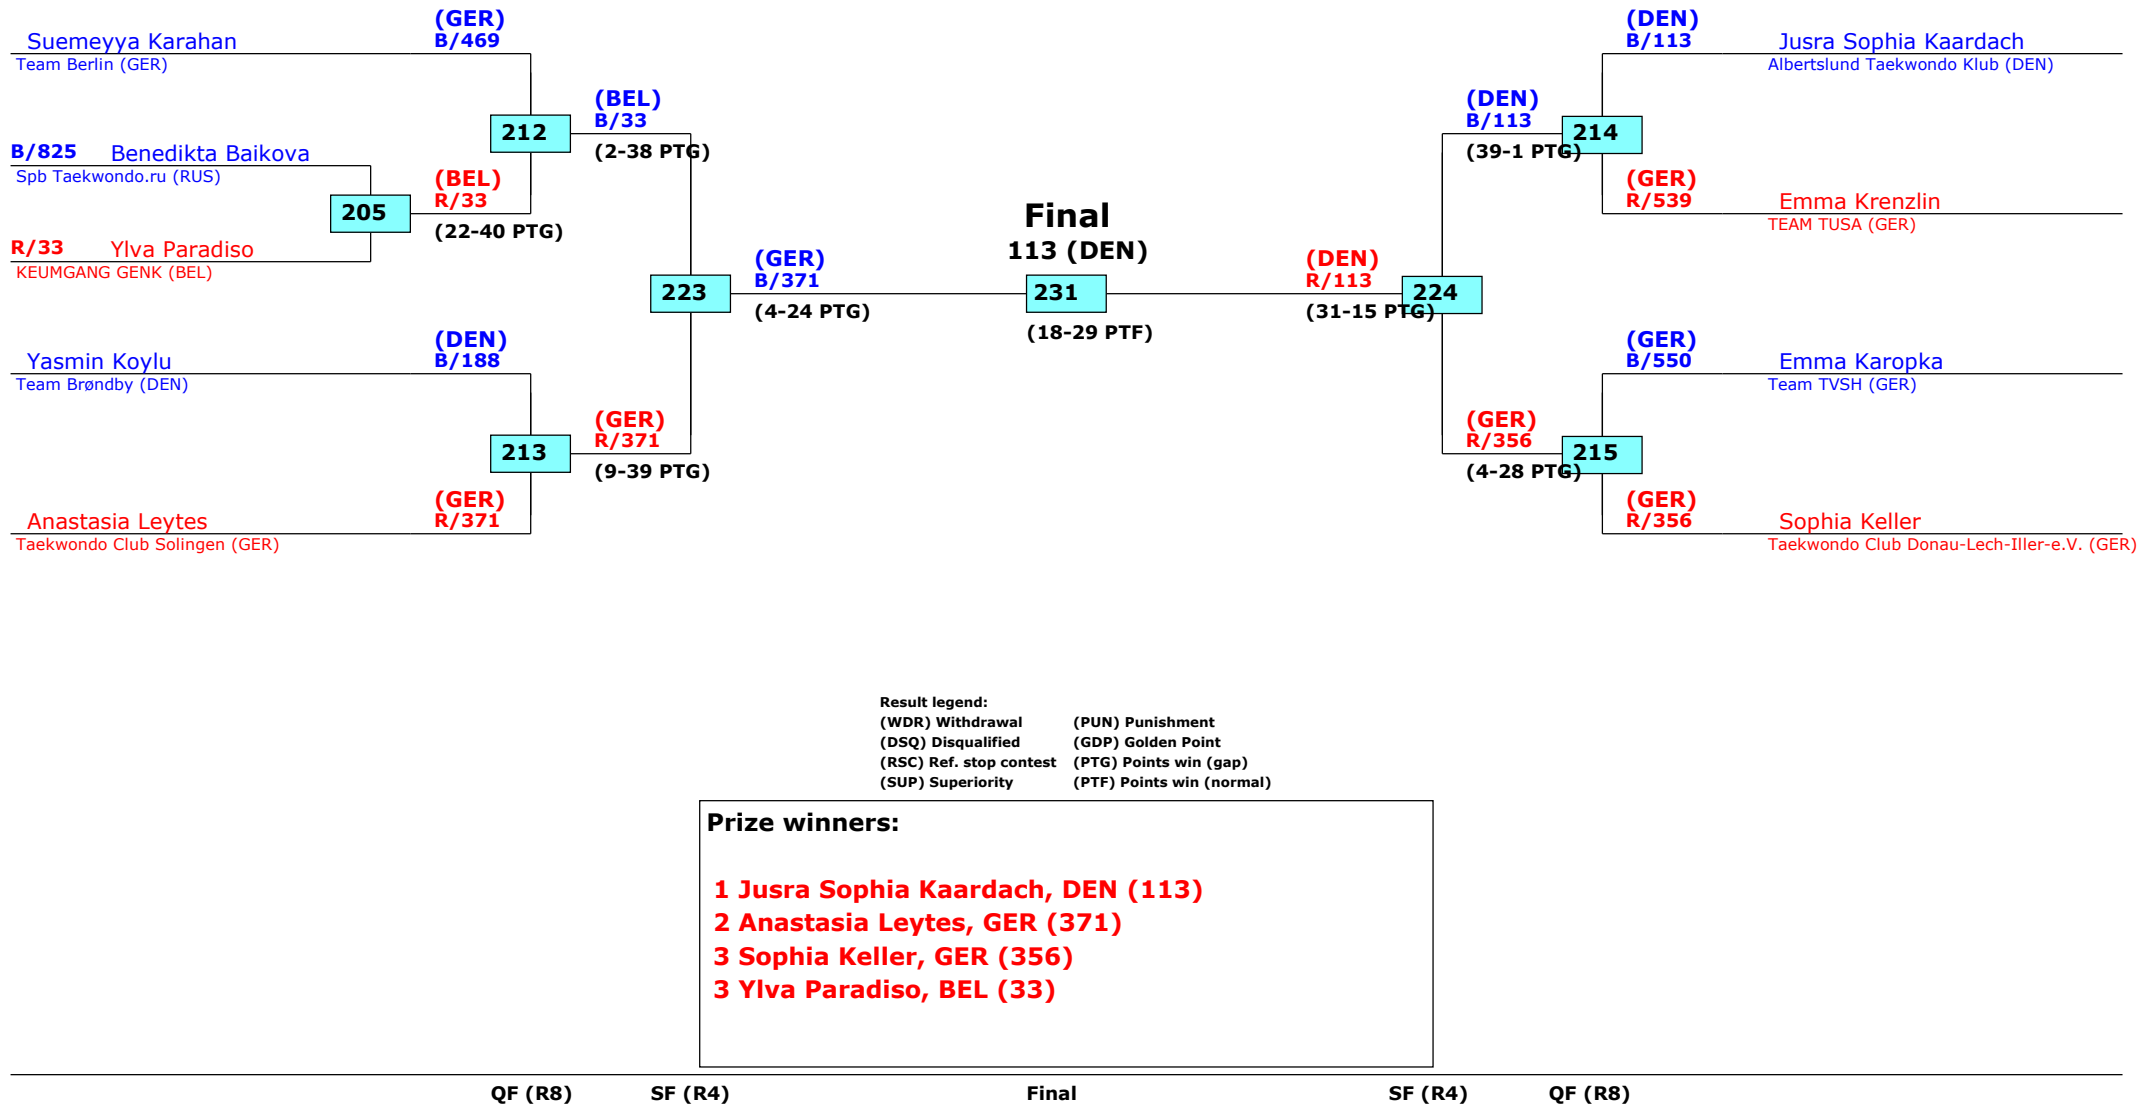 (GER)
B/469
Suemeyya Karahan
Team Berlin (GER)
B/825 Benedikta Baikova
Spb Taekwondo.ru (RUS)
R/33 Ylva Paradiso
KEUMGANG GENK (BEL)
205
(BEL)
R/33
(22-40 PTG)
212
(BEL)
B/33
(2-38 PTG)
(DEN)
B/188
Yasmin Koylu
Team Brøndby (DEN)
(GER)
R/371
Anastasia Leytes
Taekwondo Club Solingen (GER)
213
(GER)
R/371
(9-39 PTG)
223
(GER)
B/371
(4-24 PTG)
Final
113 (DEN)
231
(18-29 PTF)
(DEN)
R/113
(31-15 PTG)
224
(DEN)
B/113
(39-1 PTG)
214
(DEN)
B/113
Jusra Sophia Kaardach
Albertslund Taekwondo Klub (DEN)
(GER)
R/539
Emma Krenzlin
TEAM TUSA (GER)
(GER)
R/356
(4-28 PTG)
215
(GER)
B/550
Emma Karopka
Team TVSH (GER)
(GER)
R/356
Sophia Keller
Taekwondo Club Donau-Lech-Iller-e.V. (GER)
Result legend:
(WDR) Withdrawal (PUN) Punishment
(DSQ) Disqualified (GDP) Golden Point
(RSC) Ref. stop contest (PTG) Points win (gap)
(SUP) Superiority (PTF) Points win (normal)
Prize winners:
1 Jusra Sophia Kaardach, DEN (113)
2 Anastasia Leytes, GER (371)
3 Sophia Keller, GER (356)
3 Ylva Paradiso, BEL (33)
QF (R8) SF (R4) Final SF (R4) QF (R8)